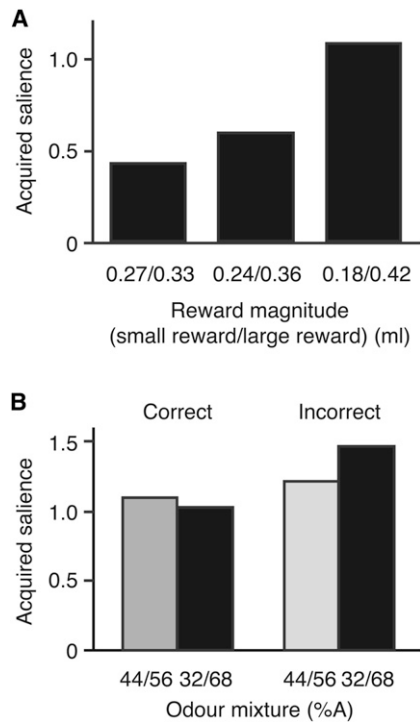 A
Acquired salience
1.0
0.5
0
0.27/0.33 0.24/0.36 0.18/0.42
Reward magnitude
(small reward/large reward) (ml)
B
Correct Incorrect
Acquired salience
1.5
1.0
0.5
0
44/56 32/68 44/56 32/68
Odour mixture (%A)